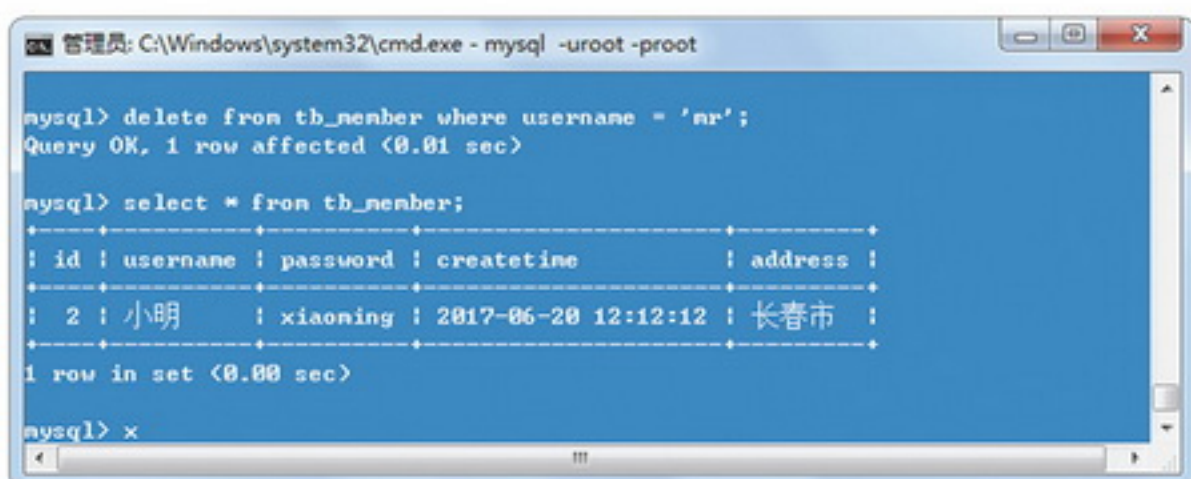 管理员: C:\Windows\system32\cmd.exe - mysql -uroot -proot
mysql> delete from tb_member where username = 'mr';
Query OK, 1 row affected (0.01 sec)
mysql> select * from tb_member;
+----+----------+----------+---------------------+---------+
| id | username | password | createtime | address |
+----+----------+----------+---------------------+---------+
| 2 | 小明 | xiaoming | 2017-06-20 12:12:12 | 长春市 |
+----+----------+----------+---------------------+---------+
1 row in set (0.00 sec)
mysql> x